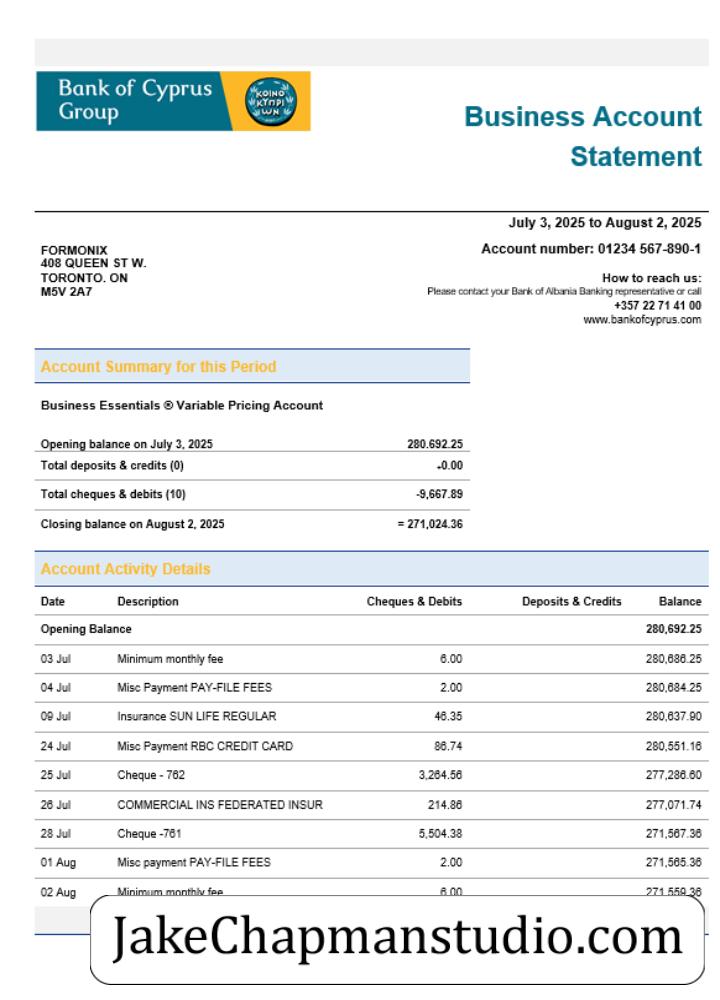 Bank of Cyprus
Group
ΚΟΙΝΟ
ΚΥΠΡΙ
ωΝ
Business Account
Statement
July 3, 2025 to August 2, 2025
FORMONIX
408 QUEEN ST W.
TORONTO. ON
M5V 2A7
Account number: 01234 567-890-1
How to reach us:
Please contact your Bank of Albania Banking representative or call
+357 22 71 41 00
www.bankofcyprus.com
Account Summary for this Period
Business Essentials ® Variable Pricing Account
Opening balance on July 3, 2025 280.692.25
Total deposits & credits (0) -0.00
Total cheques & debits (10) -9,667.89
Closing balance on August 2, 2025 = 271,024.36
Account Activity Details
Date Description Cheques & Debits Deposits & Credits Balance
Opening Balance 280,692.25
03 Jul Minimum monthly fee 6.00 280,686.25
04 Jul Misc Payment PAY-FILE FEES 2.00 280,684.25
09 Jul Insurance SUN LIFE REGULAR 46.35 280,637.90
24 Jul Misc Payment RBC CREDIT CARD 86.74 280,551.16
25 Jul Cheque - 762 3,264.56 277,286.60
26 Jul COMMERCIAL INS FEDERATED INSUR 214.86 277,071.74
28 Jul Cheque -761 5,504.38 271,567.36
01 Aug Misc payment PAY-FILE FEES 2.00 271,565.36
02 Aug Minimum monthly fee 6.00 271,559.36
JakeChapmanstudio.com